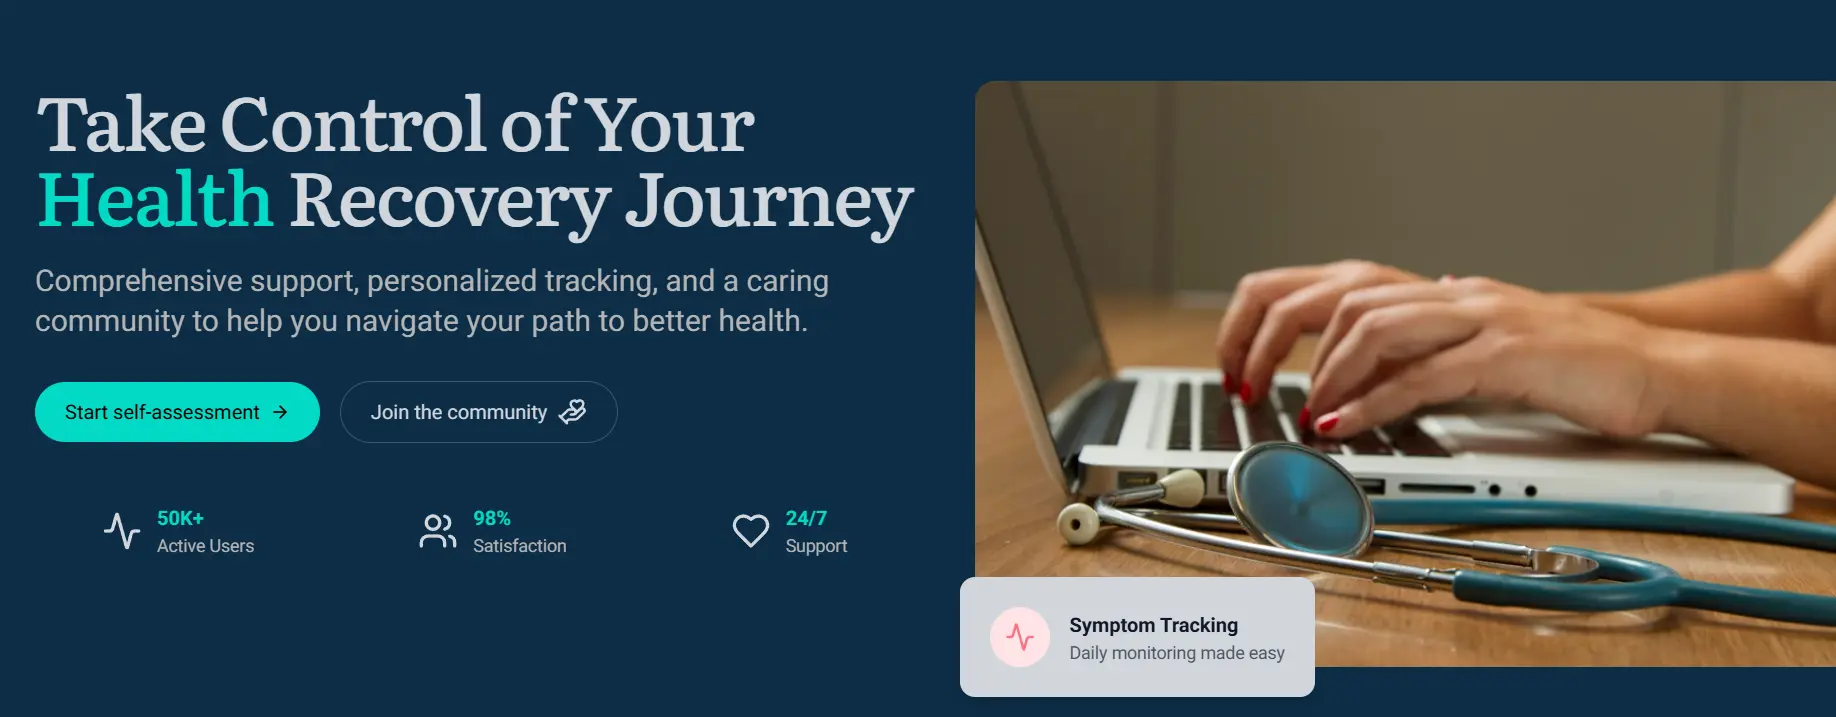 Take Control of Your
Health Recovery Journey
Comprehensive support, personalized tracking, and a caring
community to help you navigate your path to better health.
Start self-assessment
Join the community
50K+
Active Users
98%
Satisfaction
24/7
Support
Symptom Tracking
Daily monitoring made easy